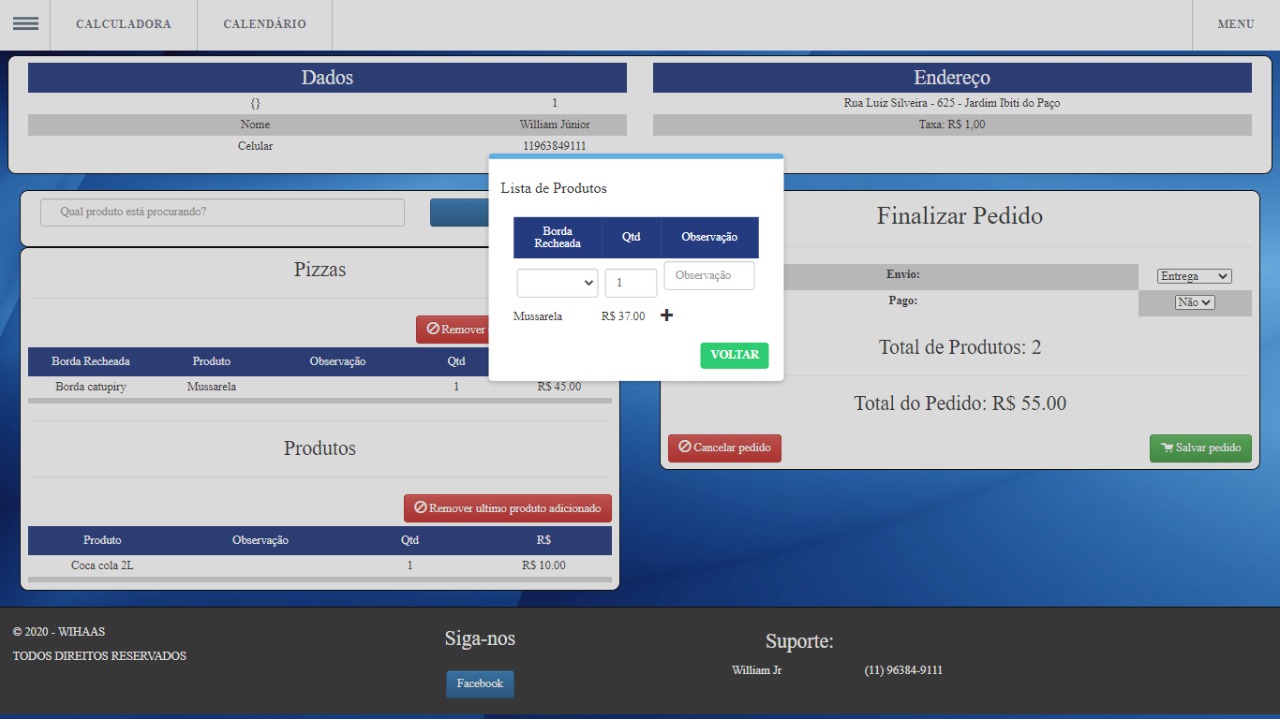 CALCULADORA
CALENDÁRIO
MENU
Dados
{} 1
Nome William Júnior
Celular 11963849111
Endereço
Rua Luiz Silveira - 625 - Jardim Ibiti do Paço
Taxa: R$ 1,00
Lista de Produtos
Borda Recheada Qtd Observação
1 Observação
Mussarela R$ 37.00
VOLTAR
Qual produto está procurando?
Pizzas
Remover
Borda Recheada Produto Observação Qtd
Borda catupiry Mussarela 1 R$ 45.00
Produtos
Remover ultimo produto adicionado
Produto Observação Qtd R$
Coca cola 2L 1 R$ 10.00
Finalizar Pedido
Envio: Entrega
Pago: Não
Total de Produtos: 2
Total do Pedido: R$ 55.00
Cancelar pedido
Salvar pedido
© 2020 - WIHAAS
TODOS DIREITOS RESERVADOS
Siga-nos
Facebook
Suporte:
William Jr (11) 96384-9111